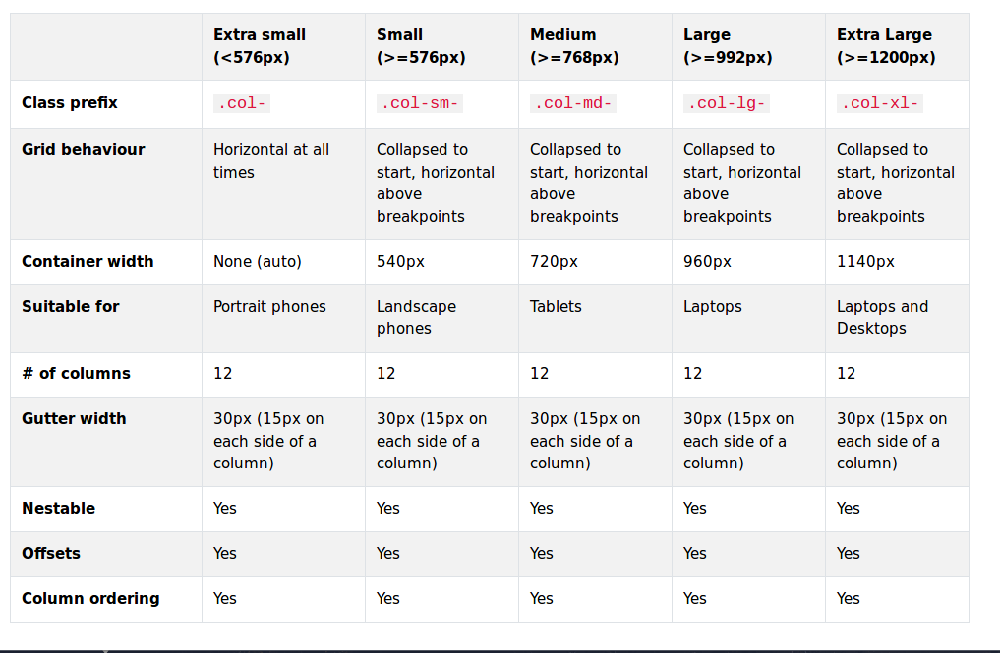 Extra small (<576px) Small (>=576px) Medium (>=768px) Large (>=992px) Extra Large (>=1200px)
Class prefix .col- .col-sm- .col-md- .col-lg- .col-xl-
Grid behaviour Horizontal at all times Collapsed to start, horizontal above breakpoints Collapsed to start, horizontal above breakpoints Collapsed to start, horizontal above breakpoints Collapsed to start, horizontal above breakpoints
Container width None (auto) 540px 720px 960px 1140px
Suitable for Portrait phones Landscape phones Tablets Laptops Laptops and Desktops
# of columns 12 12 12 12 12
Gutter width 30px (15px on each side of a column) 30px (15px on each side of a column) 30px (15px on each side of a column) 30px (15px on each side of a column) 30px (15px on each side of a column)
Nestable Yes Yes Yes Yes Yes
Offsets Yes Yes Yes Yes Yes
Column ordering Yes Yes Yes Yes Yes